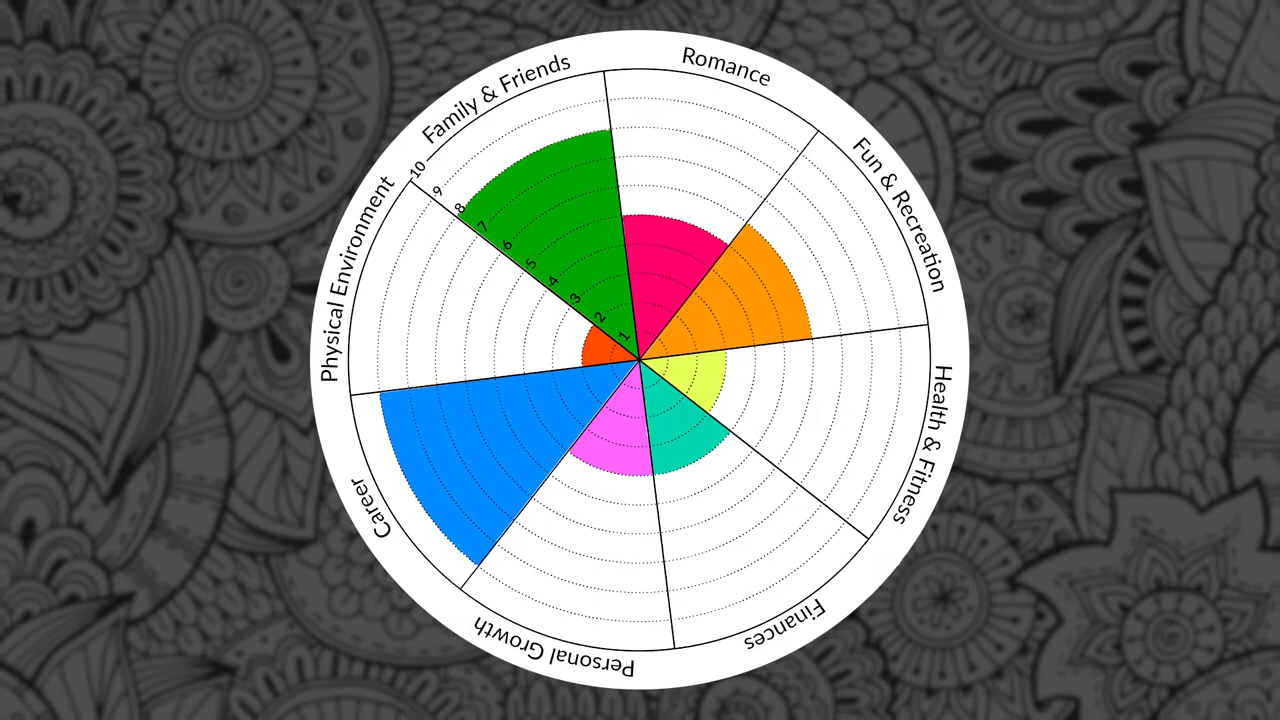 Family & Friends
Romance
Fun & Recreation
Health & Fitness
Finances
Personal Growth
Career
Physical Environment
10
9
8
7
6
5
4
3
2
1